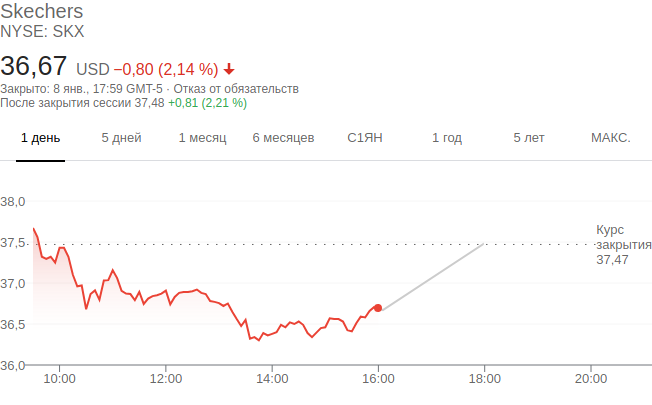 Skechers
NYSE: SKX
36,67 USD −0,80 (2,14 %)
Закрыто: 8 янв., 17:59 GMT-5 · Отказ от обязательств
После закрытия сессии 37,48 +0,81 (2,21 %)
1 день 5 дней 1 месяц 6 месяцев С1ЯН 1 год 5 лет МАКС.
38,0
37,5
37,0
36,5
36,0
Курс
закрытия
37,47
10:00 12:00 14:00 16:00 18:00 20:00